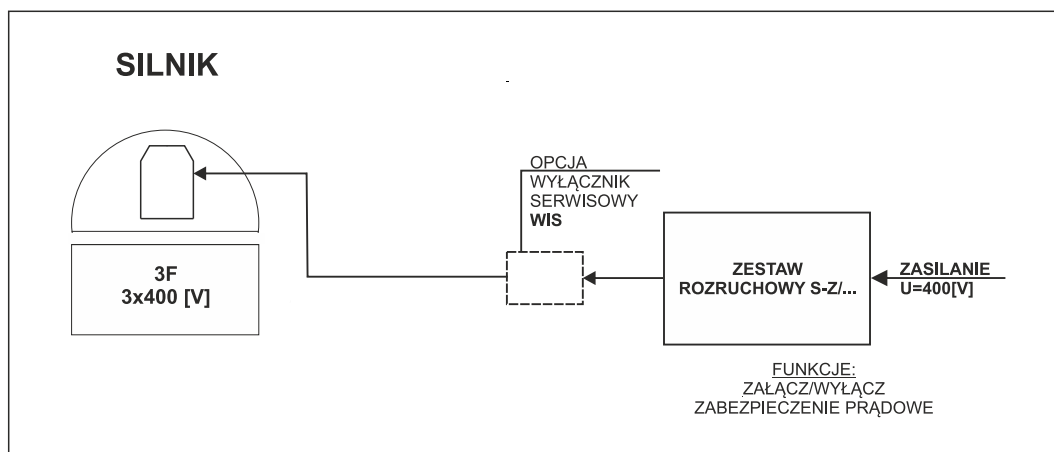 SILNIK
3F
3x400 [V]
OPCJA
WYŁĄCZNIK
SERWISOWY
WIS
ZESTAW
ROZRUCHOWY S-Z/...
ZASILANIE
U=400[V]
FUNKCJE:
ZAŁĄCZ/WYŁĄCZ
ZABEZPIECZENIE PRĄDOWE